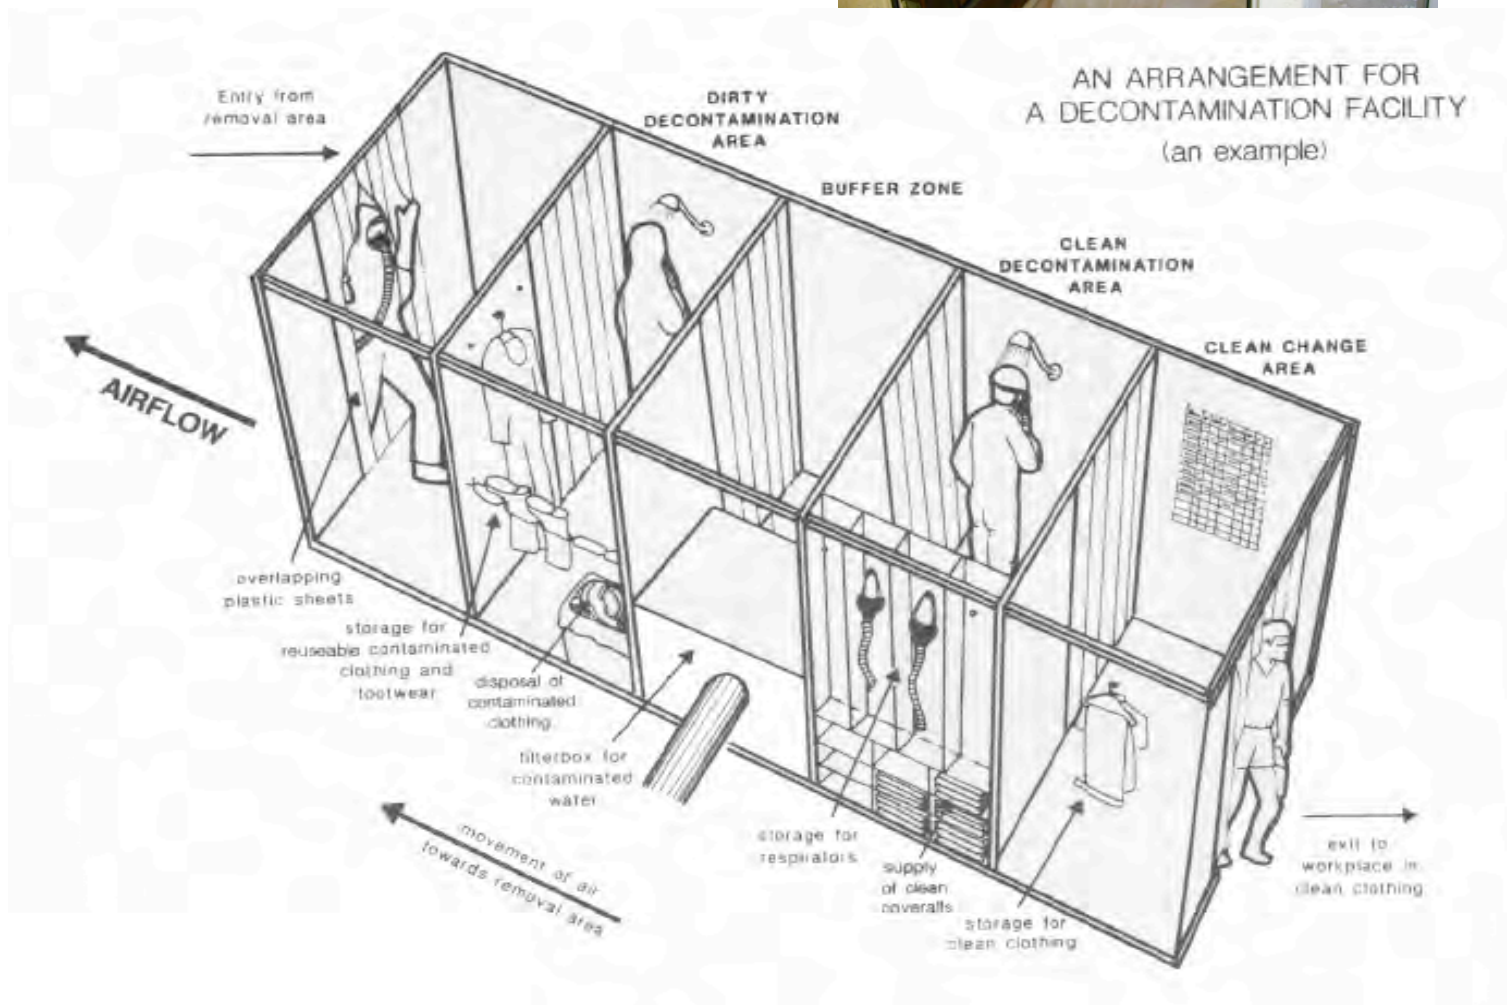 AN ARRANGEMENT FOR
A DECONTAMINATION FACILITY
(an example)
Entry from
removal area
DIRTY
DECONTAMINATION
AREA
BUFFER ZONE
CLEAN
DECONTAMINATION
AREA
CLEAN CHANGE
AREA
AIRFLOW
overlapping
plastic sheets
storage for
reuseable contaminated
clothing and
footwear
disposal of
contaminated
clothing
filterbox for
contaminated
water
movement of air
towards removal area
storage for
respirators
supply
of clean
coveralls
storage for
clean clothing
exit to
workplace in
clean clothing